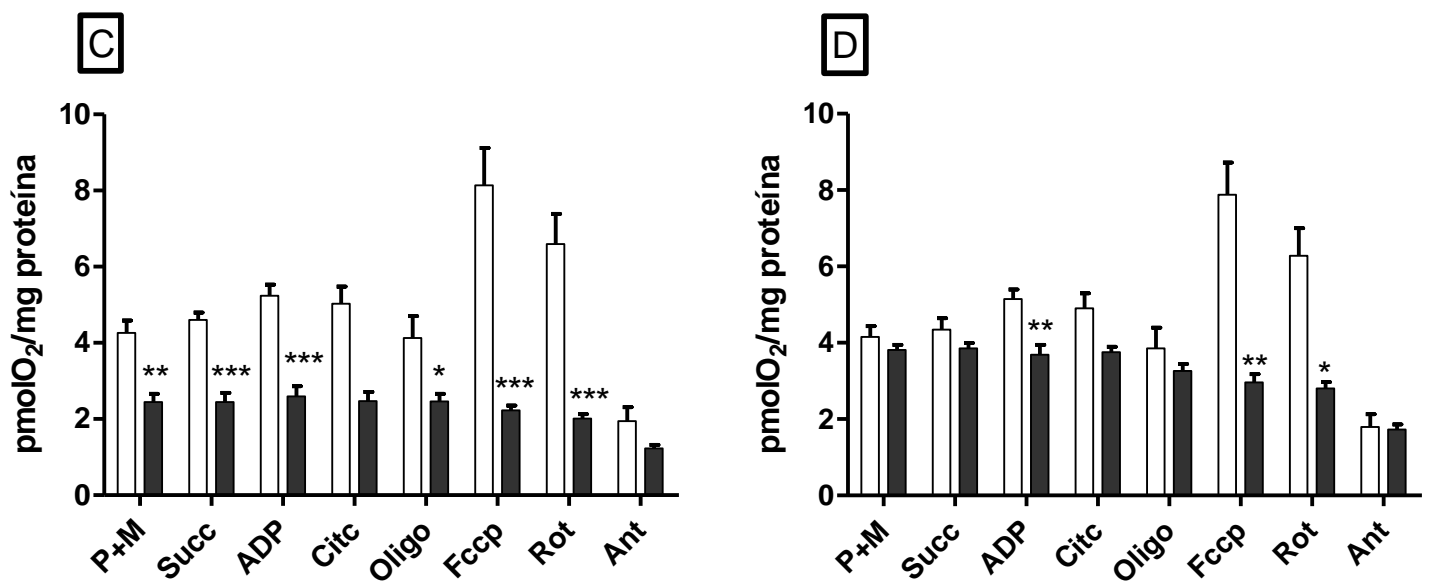 C
pmolO₂/mg proteína
10
8
6
4
2
0
**
***
***
*
***
***
P+M
Succ
ADP
Citc
Oligo
Fccp
Rot
Ant
D
pmolO₂/mg proteína
10
8
6
4
2
0
**
**
*
P+M
Succ
ADP
Citc
Oligo
Fccp
Rot
Ant